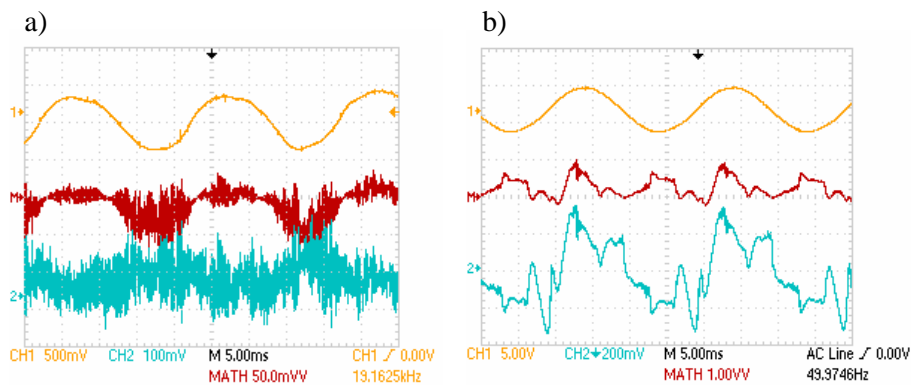 a)
1
M
2
CH1 500mV CH2 100mV M 5.00ms CH1 ƒ 0.00V
MATH 50.0mVV 19.1625kHz
b)
1
M
2
CH1 5.00V CH2 200mV M 5.00ms AC Line ƒ 0.00V
MATH 1.00VV 49.9746Hz